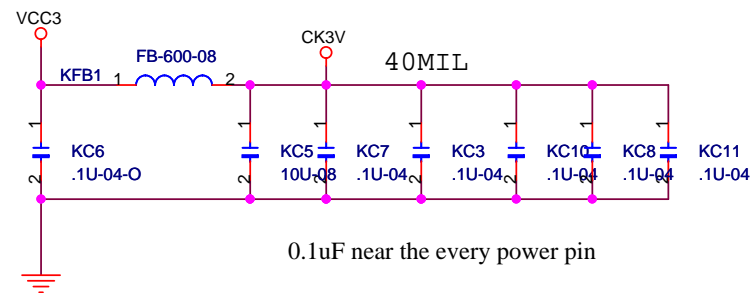 VCC3
CK3V
FB-600-08
40MIL
KFB1 1 2
1 1 1 1 1 1 1
KC6 KC5 KC7 KC3 KC10 KC8 KC11
.1U-04-O 10U-08 .1U-04 .1U-04 .1U-04 .1U-04 .1U-04
2 2 2 2 2 2 2
0.1uF near the every power pin